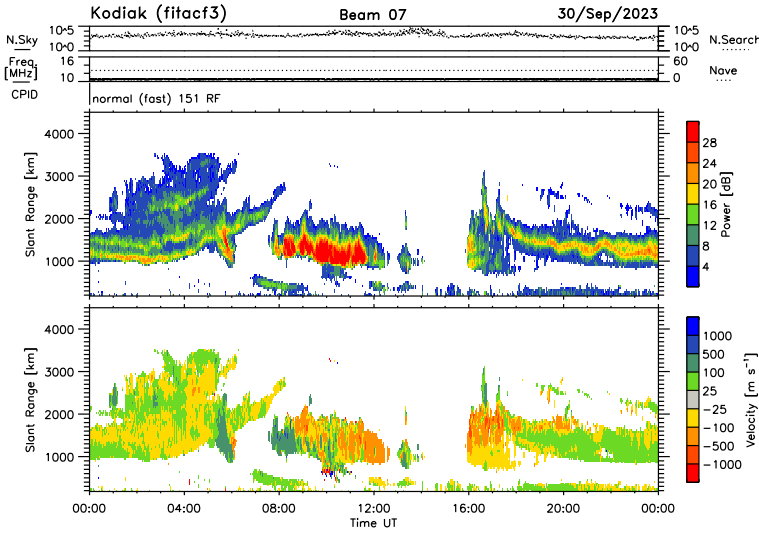 Kodiak (fitacf3) Beam 07 30/Sep/2023
N.Sky 10^5 10^0 10^5 10^0 N.Search
Freq. [MHz] 16 10 60 0 Nave
CPID normal (fast) 151 RF
Slant Range [km] 4000 3000 2000 1000
28 24 20 16 12 8 4 Power [dB]
Slant Range [km] 4000 3000 2000 1000
1000 500 100 25 −25 −100 −500 −1000 Velocity [m s⁻¹]
00:00 04:00 08:00 12:00 16:00 20:00 00:00
Time UT